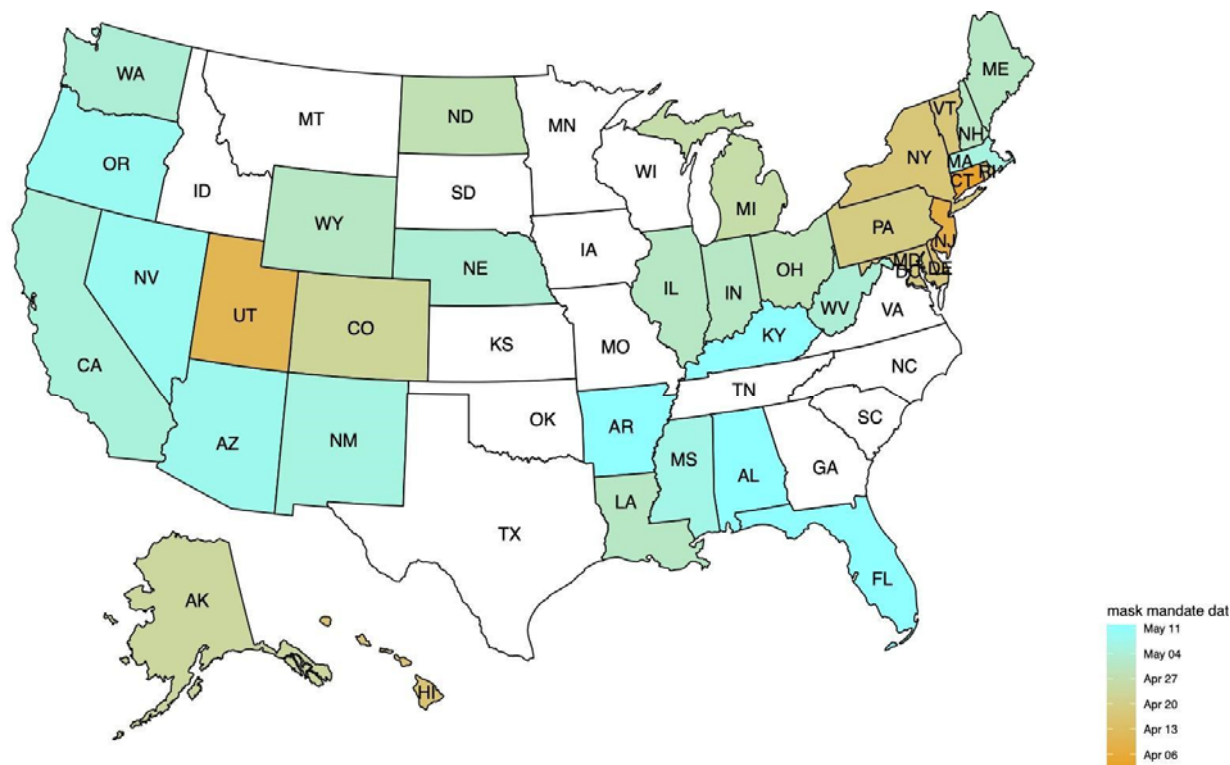 WA
ME
MT
ND
MN
VT
NH
OR
NY
MA
WI
RI
CT
ID
SD
MI
WY
PA
NJ
IA
MD
NE
OH
DE
DC
NV
IL
IN
WV
VA
UT
CO
KY
KS
MO
CA
NC
TN
OK
SC
AR
AZ
NM
MS
GA
AL
LA
TX
FL
AK
HI
mask mandate dat
May 11
May 04
Apr 27
Apr 20
Apr 13
Apr 06